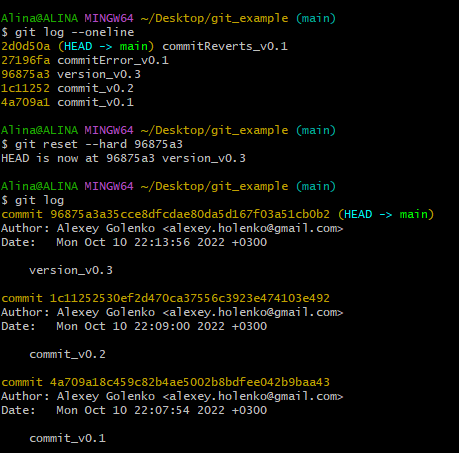 Alina@ALINA MINGW64 ~/Desktop/git_example (main)
$ git log --oneline
2d0d50a (HEAD -> main) commitReverts_v0.1
27196fa commitError_v0.1
96875a3 version_v0.3
1c11252 commit_v0.2
4a709a1 commit_v0.1
Alina@ALINA MINGW64 ~/Desktop/git_example (main)
$ git reset --hard 96875a3
HEAD is now at 96875a3 version_v0.3
Alina@ALINA MINGW64 ~/Desktop/git_example (main)
$ git log
commit 96875a3a35cce8dfcdae80da5d167f03a51cb0b2 (HEAD -> main)
Author: Alexey Golenko <alexey.holenko@gmail.com>
Date:   Mon Oct 10 22:13:56 2022 +0300
    version_v0.3
commit 1c11252530ef2d470ca37556c3923e474103e492
Author: Alexey Golenko <alexey.holenko@gmail.com>
Date:   Mon Oct 10 22:09:00 2022 +0300
    commit_v0.2
commit 4a709a18c459c82b4ae5002b8bdfee042b9baa43
Author: Alexey Golenko <alexey.holenko@gmail.com>
Date:   Mon Oct 10 22:07:54 2022 +0300
    commit_v0.1